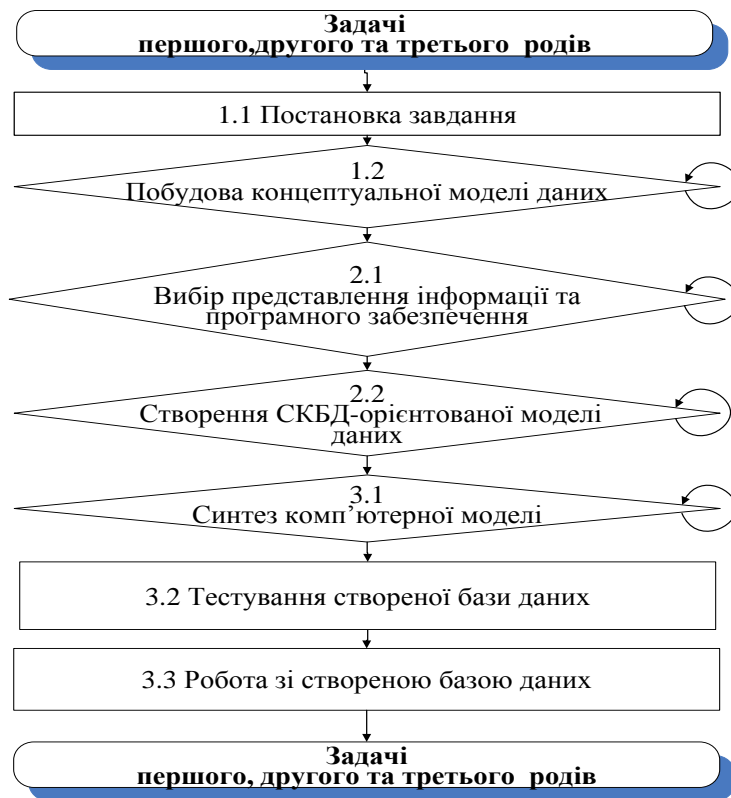 Задачі
першого,другого та третього родів
1.1 Постановка завдання
1.2
Побудова концептуальної моделі даних
2.1
Вибір представлення інформації та
програмного забезпечення
2.2
Створення СКБД-орієнтованої моделі
даних
3.1
Синтез комп’ютерної моделі
3.2 Тестування створеної бази даних
3.3 Робота зі створеною базою даних
Задачі
першого, другого та третього родів